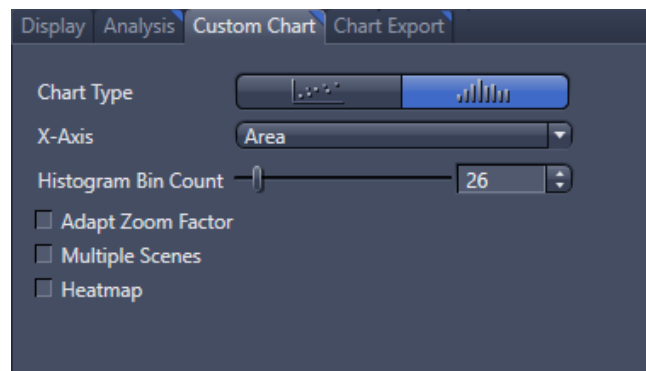 Display Analysis Custom Chart Chart Export
Chart Type
X-Axis Area
Histogram Bin Count 26
Adapt Zoom Factor
Multiple Scenes
Heatmap